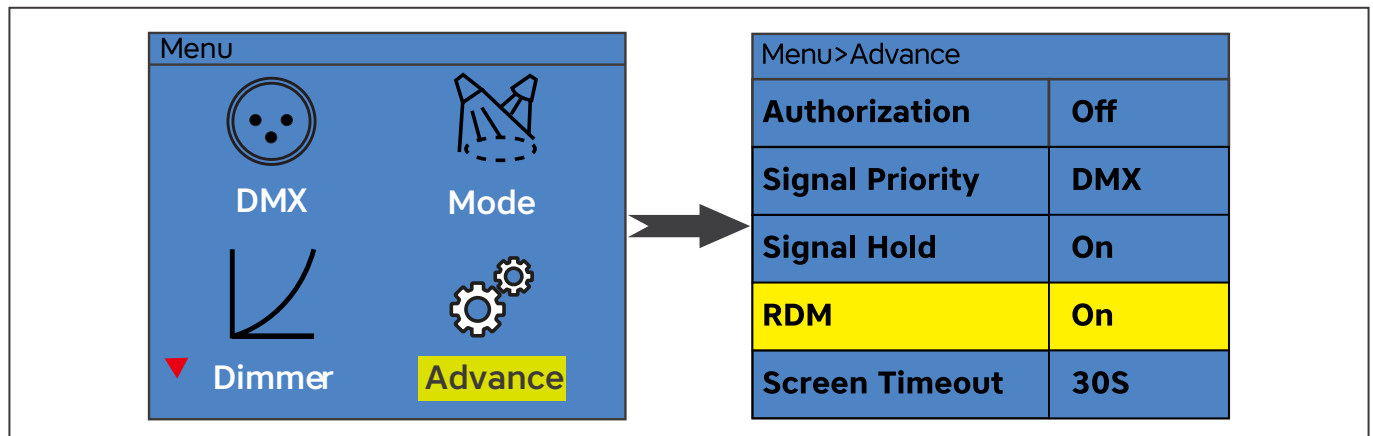 Menu
DMX Mode
Dimmer Advance
Menu>Advance
Authorization Off
Signal Priority DMX
Signal Hold On
RDM On
Screen Timeout 30S